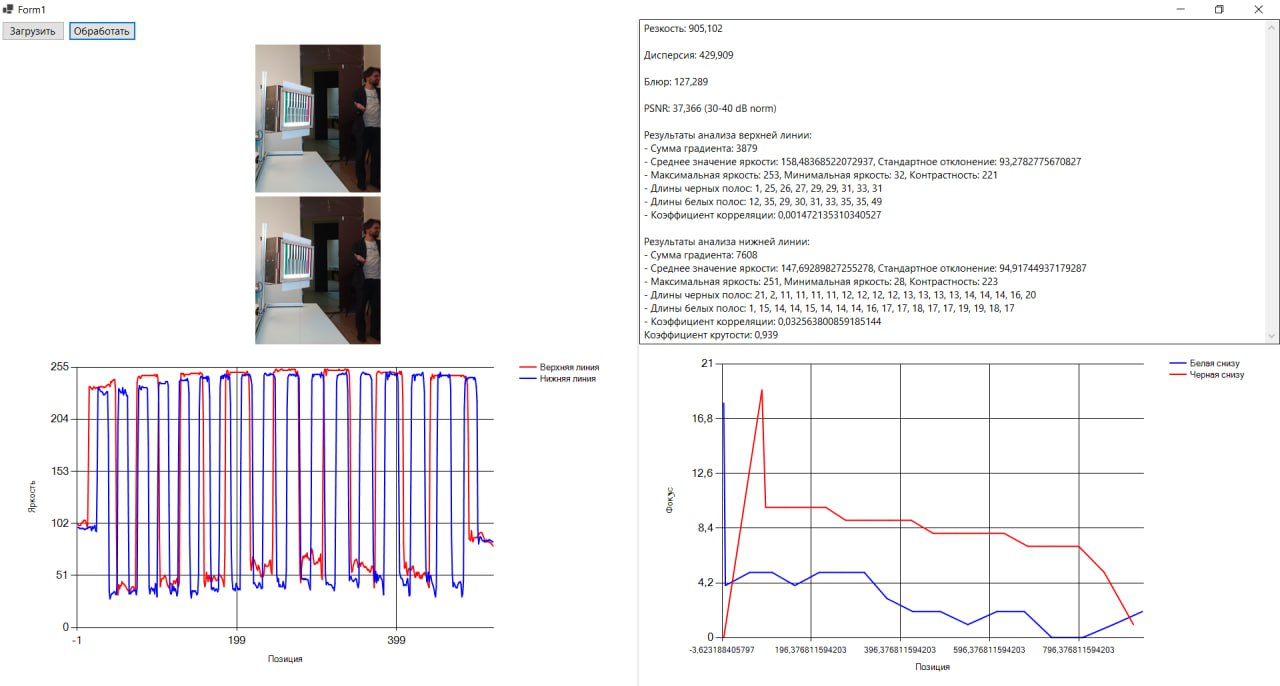 Form1
Загрузить Обработать
Резкость: 905,102
Дисперсия: 429,909
Блюр: 127,289
PSNR: 37,366 (30-40 dB norm)
Результаты анализа верхней линии:
- Сумма градиента: 3879
- Среднее значение яркости: 158,48368522072937, Стандартное отклонение: 93,2782775670827
- Максимальная яркость: 253, Минимальная яркость: 32, Контрастность: 221
- Длины черных полос: 1, 25, 26, 27, 29, 29, 31, 33, 31
- Длины белых полос: 12, 35, 29, 30, 31, 33, 35, 35, 49
- Коэффициент корреляции: 0,001472135310340527
Результаты анализа нижней линии:
- Сумма градиента: 7608
- Среднее значение яркости: 147,69289827255278, Стандартное отклонение: 94,91744937179287
- Максимальная яркость: 251, Минимальная яркость: 28, Контрастность: 223
- Длины черных полос: 21, 2, 11, 11, 11, 11, 12, 12, 12, 12, 13, 13, 13, 13, 14, 14, 14, 16, 20
- Длины белых полос: 1, 15, 14, 14, 15, 14, 14, 14, 16, 17, 17, 18, 17, 17, 19, 19, 18, 17
- Коэффициент корреляции: 0,032563800859185144
Коэффициент крутости: 0,939
255
204
153
102
51
0
-1 199 399
Яркость
Позиция
Верхняя линия
Нижняя линия
21
16,8
12,6
8,4
4,2
0
-3,623188405797 196,376811594203 396,376811594203 596,376811594203 796,376811594203
Фокус
Позиция
Белая снизу
Черная снизу